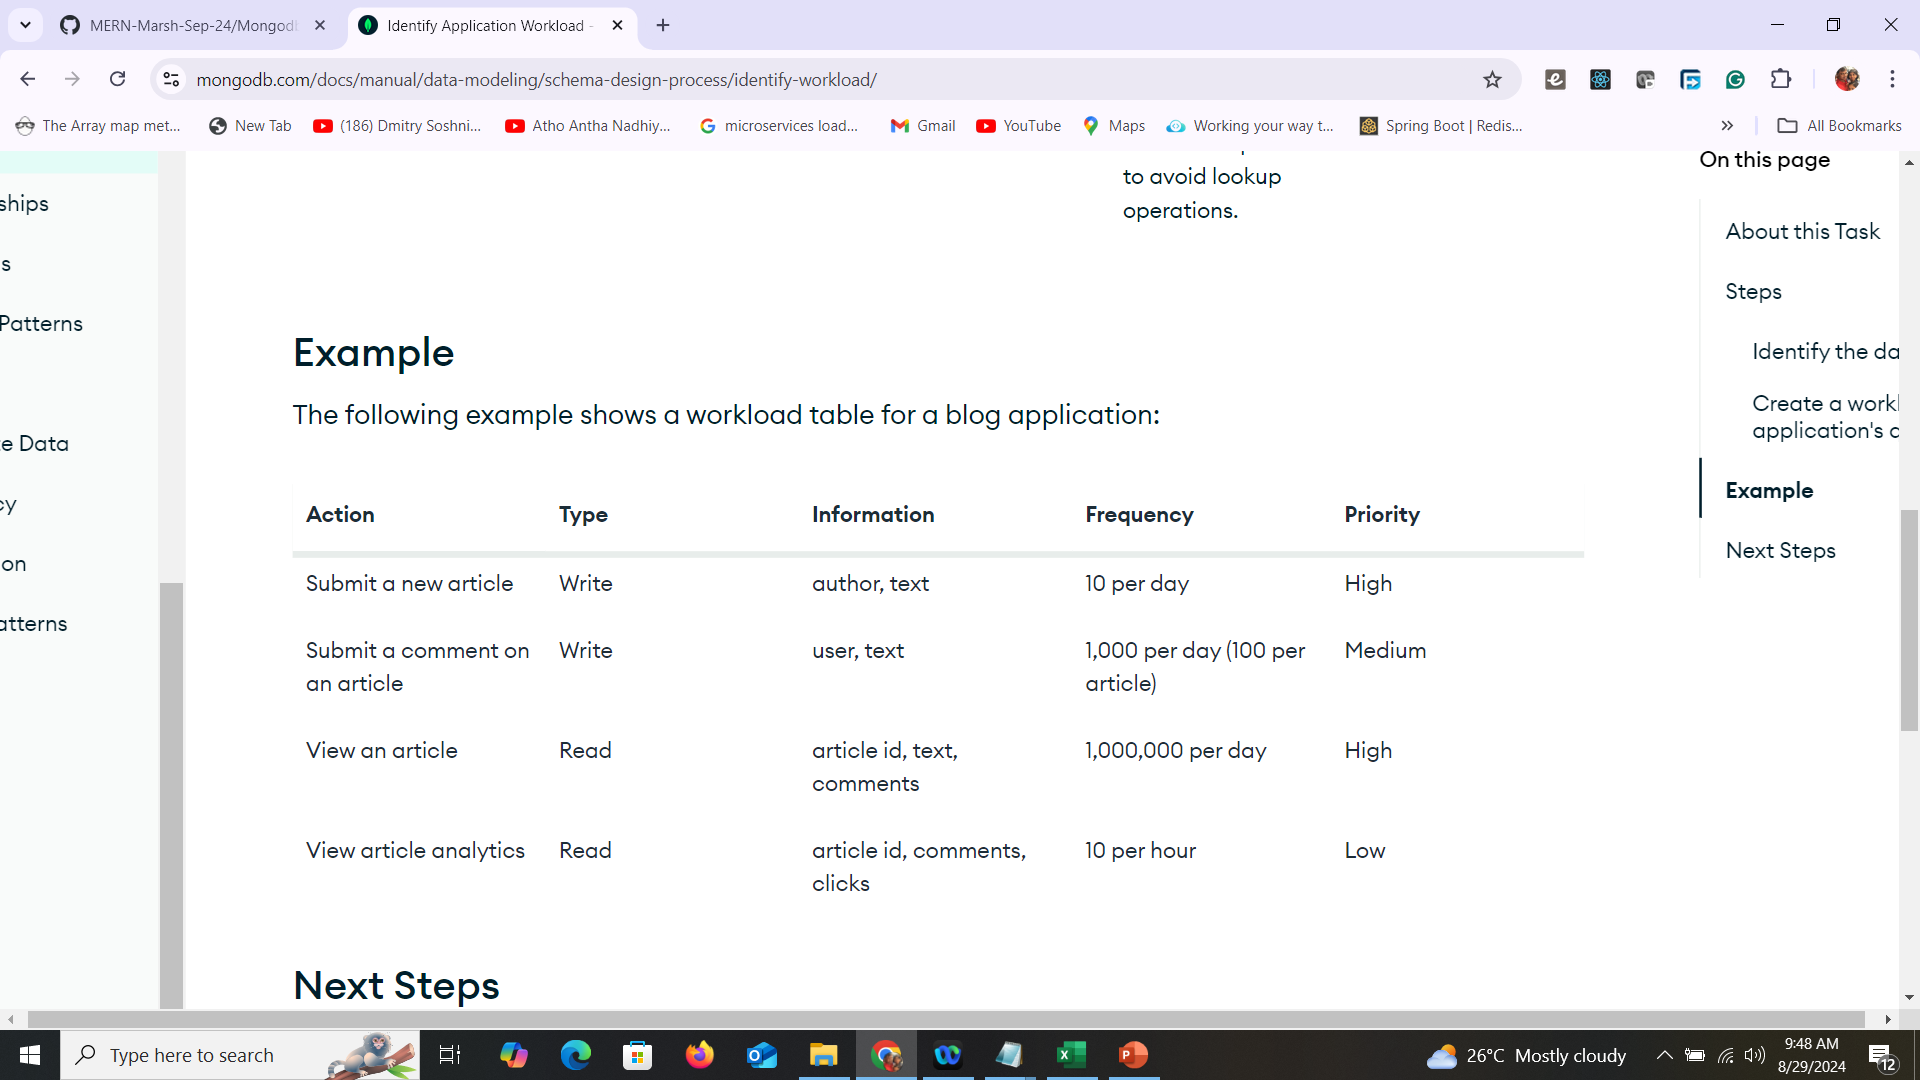 MERN-Marsh-Sep-24/Mongodb
Identify Application Workload -
mongodb.com/docs/manual/data-modeling/schema-design-process/identify-workload/
The Array map met...
New Tab
(186) Dmitry Soshni...
Atho Antha Nadhiy...
microservices load...
Gmail
YouTube
Maps
Working your way t...
Spring Boot | Redis...
All Bookmarks
ships
s
Patterns
e Data
cy
on
atterns
to avoid lookup
operations.
Example
The following example shows a workload table for a blog application:
Action Type Information Frequency Priority
Submit a new article Write author, text 10 per day High
Submit a comment on Write user, text 1,000 per day (100 per Medium
an article article)
View an article Read article id, text, 1,000,000 per day High
comments
View article analytics Read article id, comments, 10 per hour Low
clicks
Next Steps
On this page
About this Task
Steps
Identify the da
Create a workl
application's
Example
Next Steps
Type here to search
26°C Mostly cloudy
9:48 AM
8/29/2024
12